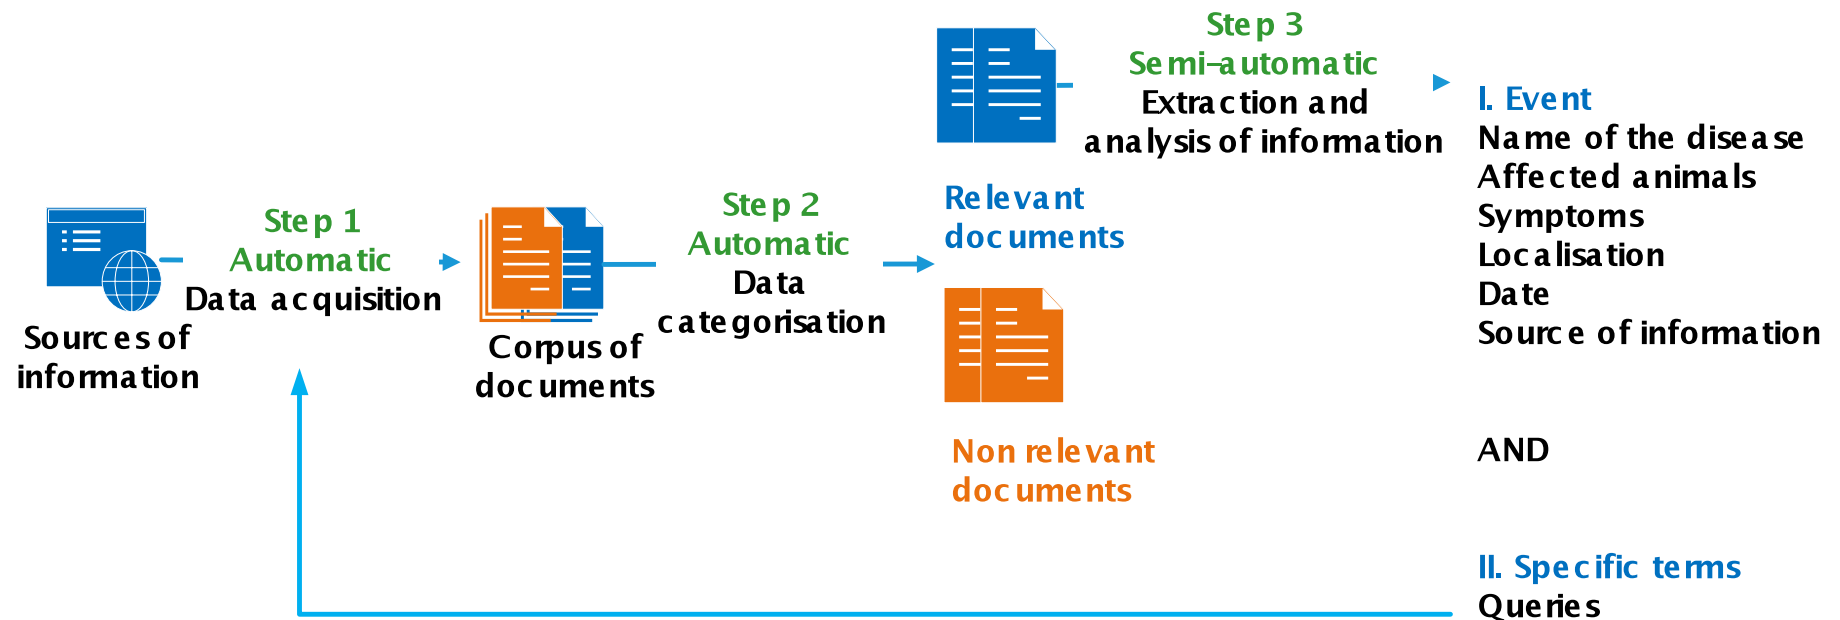 Sources of
information
Step 1
Automatic
Data acquisition
Corpus of
documents
Step 2
Automatic
Data
categorisation
Relevant
documents
Non relevant
documents
Step 3
Semi-automatic
Extraction and
analysis of information
I. Event
Name of the disease
Affected animals
Symptoms
Localisation
Date
Source of information
AND
II. Specific terms
Queries